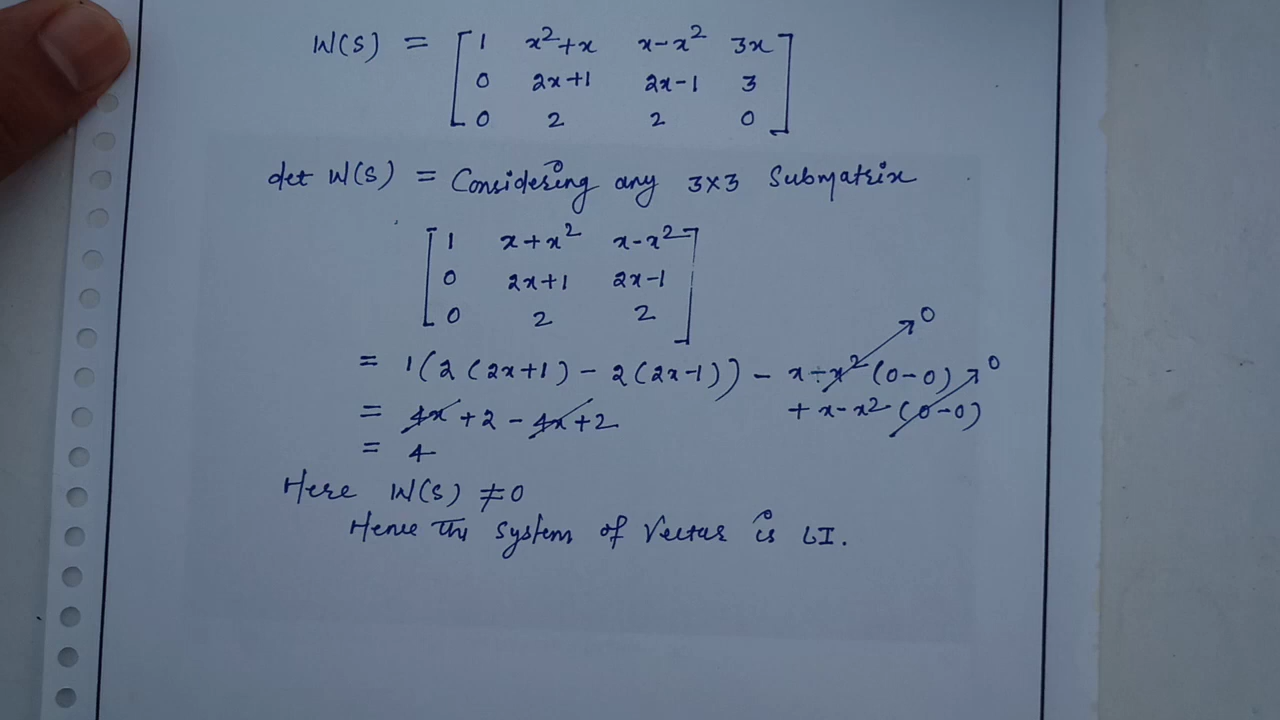 W(S) = [1 x²+x x-x² 3x
0 2x+1 2x-1 3
0 2 2 0]
det W(S) = Considering any 3x3 Submatrix
[1 x+x² x-x²
0 2x+1 2x-1
0 2 2]
= 1(2(2x+1) - 2(2x-1)) - x+x² (0-0) → 0
+ x-x² (0-0) → 0
= 4x + 2 - 4x + 2
= 4
Here W(S) ≠ 0
Hence The System of Vectar is LI.